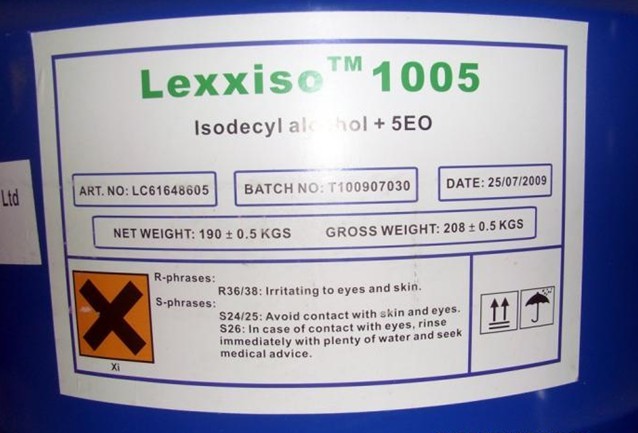 Lexxiso™ 1005
Isodecyl alcohol + 5EO
Ltd
ART. NO: LC61648605
BATCH NO: T100907030
DATE: 25/07/2009
NET WEIGHT: 190 ± 0.5 KGS GROSS WEIGHT: 208 ± 0.5 KGS
R-phrases:
R36/38: Irritating to eyes and skin.
S-phrases:
S24/25: Avoid contact with skin and eyes.
S26: In case of contact with eyes, rinse
immediately with plenty of water and seek
medical advice.
Xi